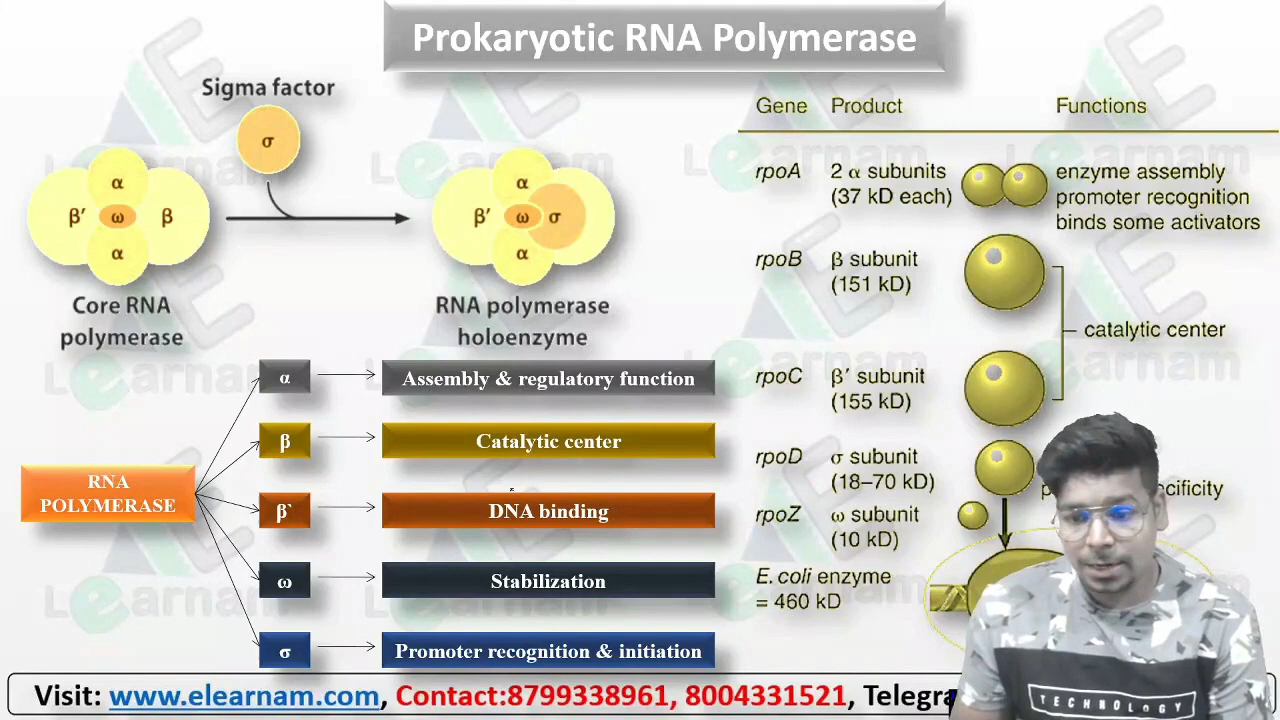 Prokaryotic RNA Polymerase
Sigma factor
σ
α
β′ ω β
α
α
β′ ω σ
α
Core RNA
polymerase
RNA polymerase
holoenzyme
RNA
POLYMERASE
α
Assembly & regulatory function
β
Catalytic center
β`
DNA binding
ω
Stabilization
σ
Promoter recognition & initiation
Gene Product Functions
rpoA 2 α subunits
(37 kD each)
enzyme assembly
promoter recognition
binds some activators
rpoB β subunit
(151 kD)
catalytic center
rpoC β′ subunit
(155 kD)
rpoD σ subunit
(18–70 kD)
rpoZ ω subunit
(10 kD)
E. coli enzyme
= 460 kD
Visit: www.elearnam.com, Contact:8799338961, 8004331521,
TECHNOLOGY
Learnam